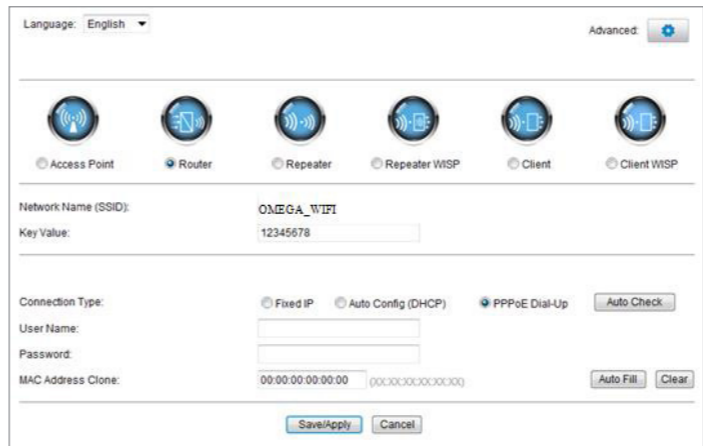 Language: English
Advanced:
Access Point Router Repeater Repeater WISP Client Client WISP
Network Name (SSID): OMEGA_WIFI
Key Value: 12345678
Connection Type: Fixed IP Auto Config (DHCP) PPPoE Dial-Up Auto Check
User Name:
Password:
MAC Address Clone: 00:00:00:00:00:00 (XX:XX:XX:XX:XX:XX) Auto Fill Clear
Save/Apply Cancel